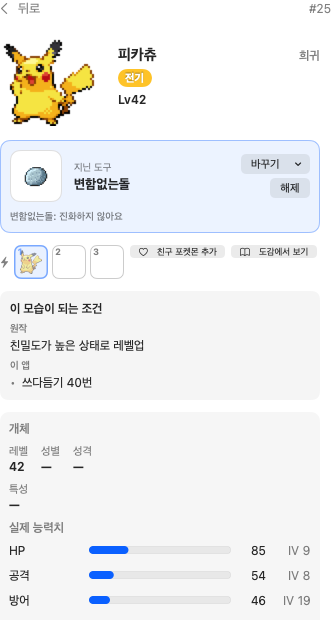 뒤로
#25
피카츄
희귀
전기
Lv42
지닌 도구
변함없는돌
바꾸기
해제
변함없는돌: 진화하지 않아요
2
3
친구 포켓몬 추가
도감에서 보기
이 모습이 되는 조건
원작
친밀도가 높은 상태로 레벨업
이 앱
• 쓰다듬기 40번
개체
레벨 성별 성격
42 — —
특성
—
실제 능력치
HP 85 IV 9
공격 54 IV 8
방어 46 IV 19